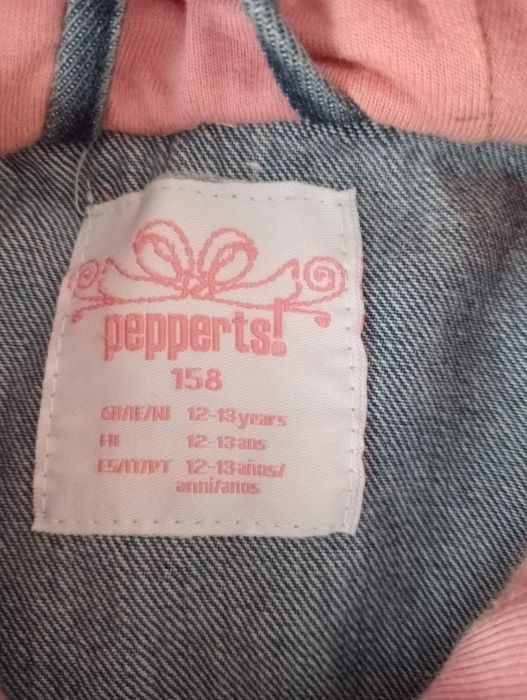 pepperts!
158
GB/IE/NI 12-13 years
FR 12-13 ans
ES/IT/PT 12-13 años/
anni/anos